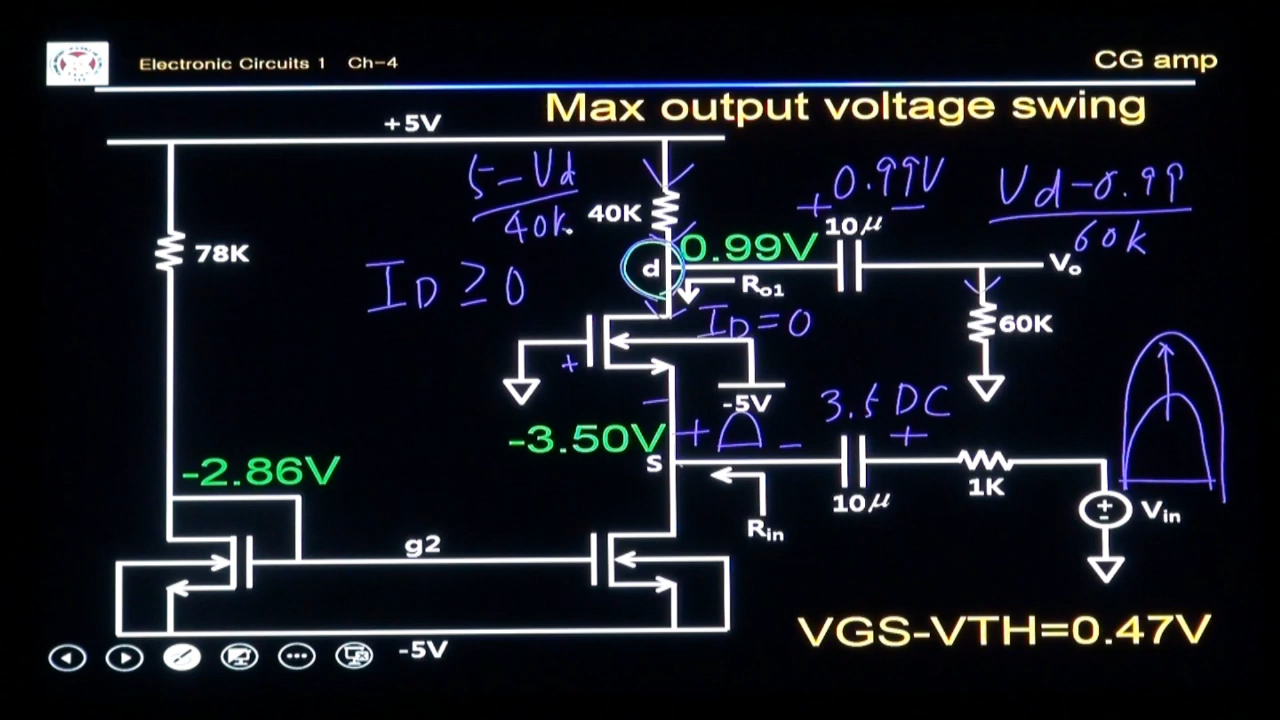 Electronic Circuits 1 Ch-4
CG amp
Max output voltage swing
+5V
5-Vd
40k
0.99V
+ -
Vd-0.99
60k
40K
10μ
78K
0.99V
d
Vo
Ro1
ID≥0
ID=0
60K
+
-
-5V
3.5 DC
-3.50V
+ -
+
s
-2.86V
1K
10μ
+
-
Vin
Rin
g2
-5V
VGS-VTH=0.47V